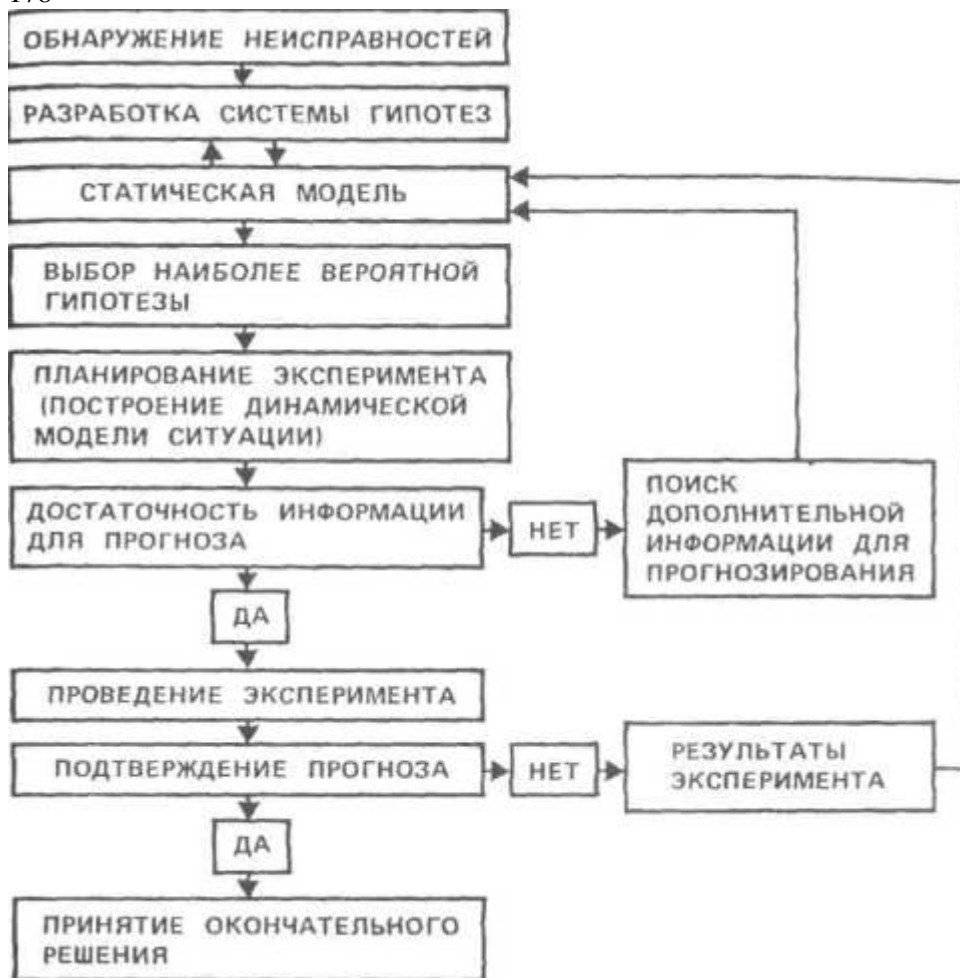 ОБНАРУЖЕНИЕ НЕИСПРАВНОСТЕЙ
РАЗРАБОТКА СИСТЕМЫ ГИПОТЕЗ
СТАТИЧЕСКАЯ МОДЕЛЬ
ВЫБОР НАИБОЛЕЕ ВЕРОЯТНОЙ
ГИПОТЕЗЫ
ПЛАНИРОВАНИЕ ЭКСПЕРИМЕНТА
(ПОСТРОЕНИЕ ДИНАМИЧЕСКОЙ
МОДЕЛИ СИТУАЦИИ)
ДОСТАТОЧНОСТЬ ИНФОРМАЦИИ
ДЛЯ ПРОГНОЗА
НЕТ
ПОИСК
ДОПОЛНИТЕЛЬНОЙ
ИНФОРМАЦИИ ДЛЯ
ПРОГНОЗИРОВАНИЯ
ДА
ПРОВЕДЕНИЕ ЭКСПЕРИМЕНТА
ПОДТВЕРЖДЕНИЕ ПРОГНОЗА
НЕТ
РЕЗУЛЬТАТЫ
ЭКСПЕРИМЕНТА
ДА
ПРИНЯТИЕ ОКОНЧАТЕЛЬНОГО
РЕШЕНИЯ